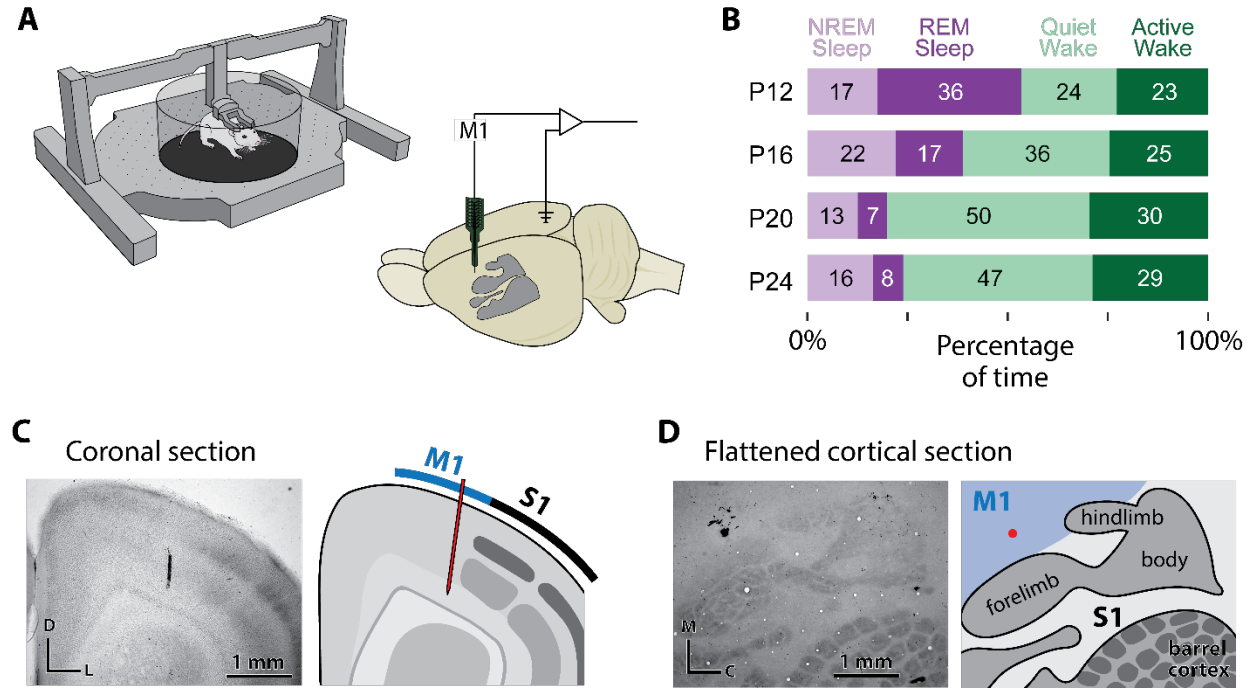 A
M1
B
NREM Sleep
REM Sleep
Quiet Wake
Active Wake
P12 17 36 24 23
P16 22 17 36 25
P20 13 7 50 30
P24 16 8 47 29
0% 100%
Percentage
of time
C
Coronal section
D
L
1 mm
M1
S1
D
Flattened cortical section
M
C
1 mm
M1
hindlimb
body
forelimb
S1
barrel
cortex